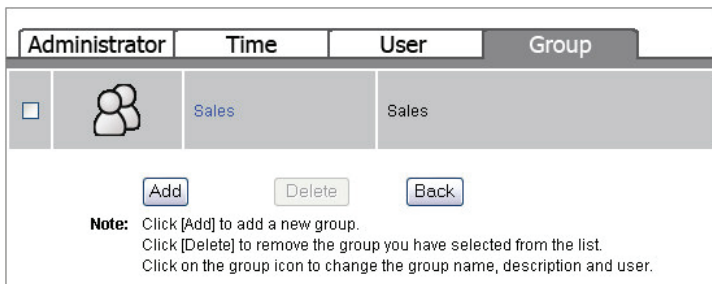 Administrator Time User Group
Sales Sales
Add Delete Back
Note: Click [Add] to add a new group.
Click [Delete] to remove the group you have selected from the list.
Click on the group icon to change the group name, description and user.